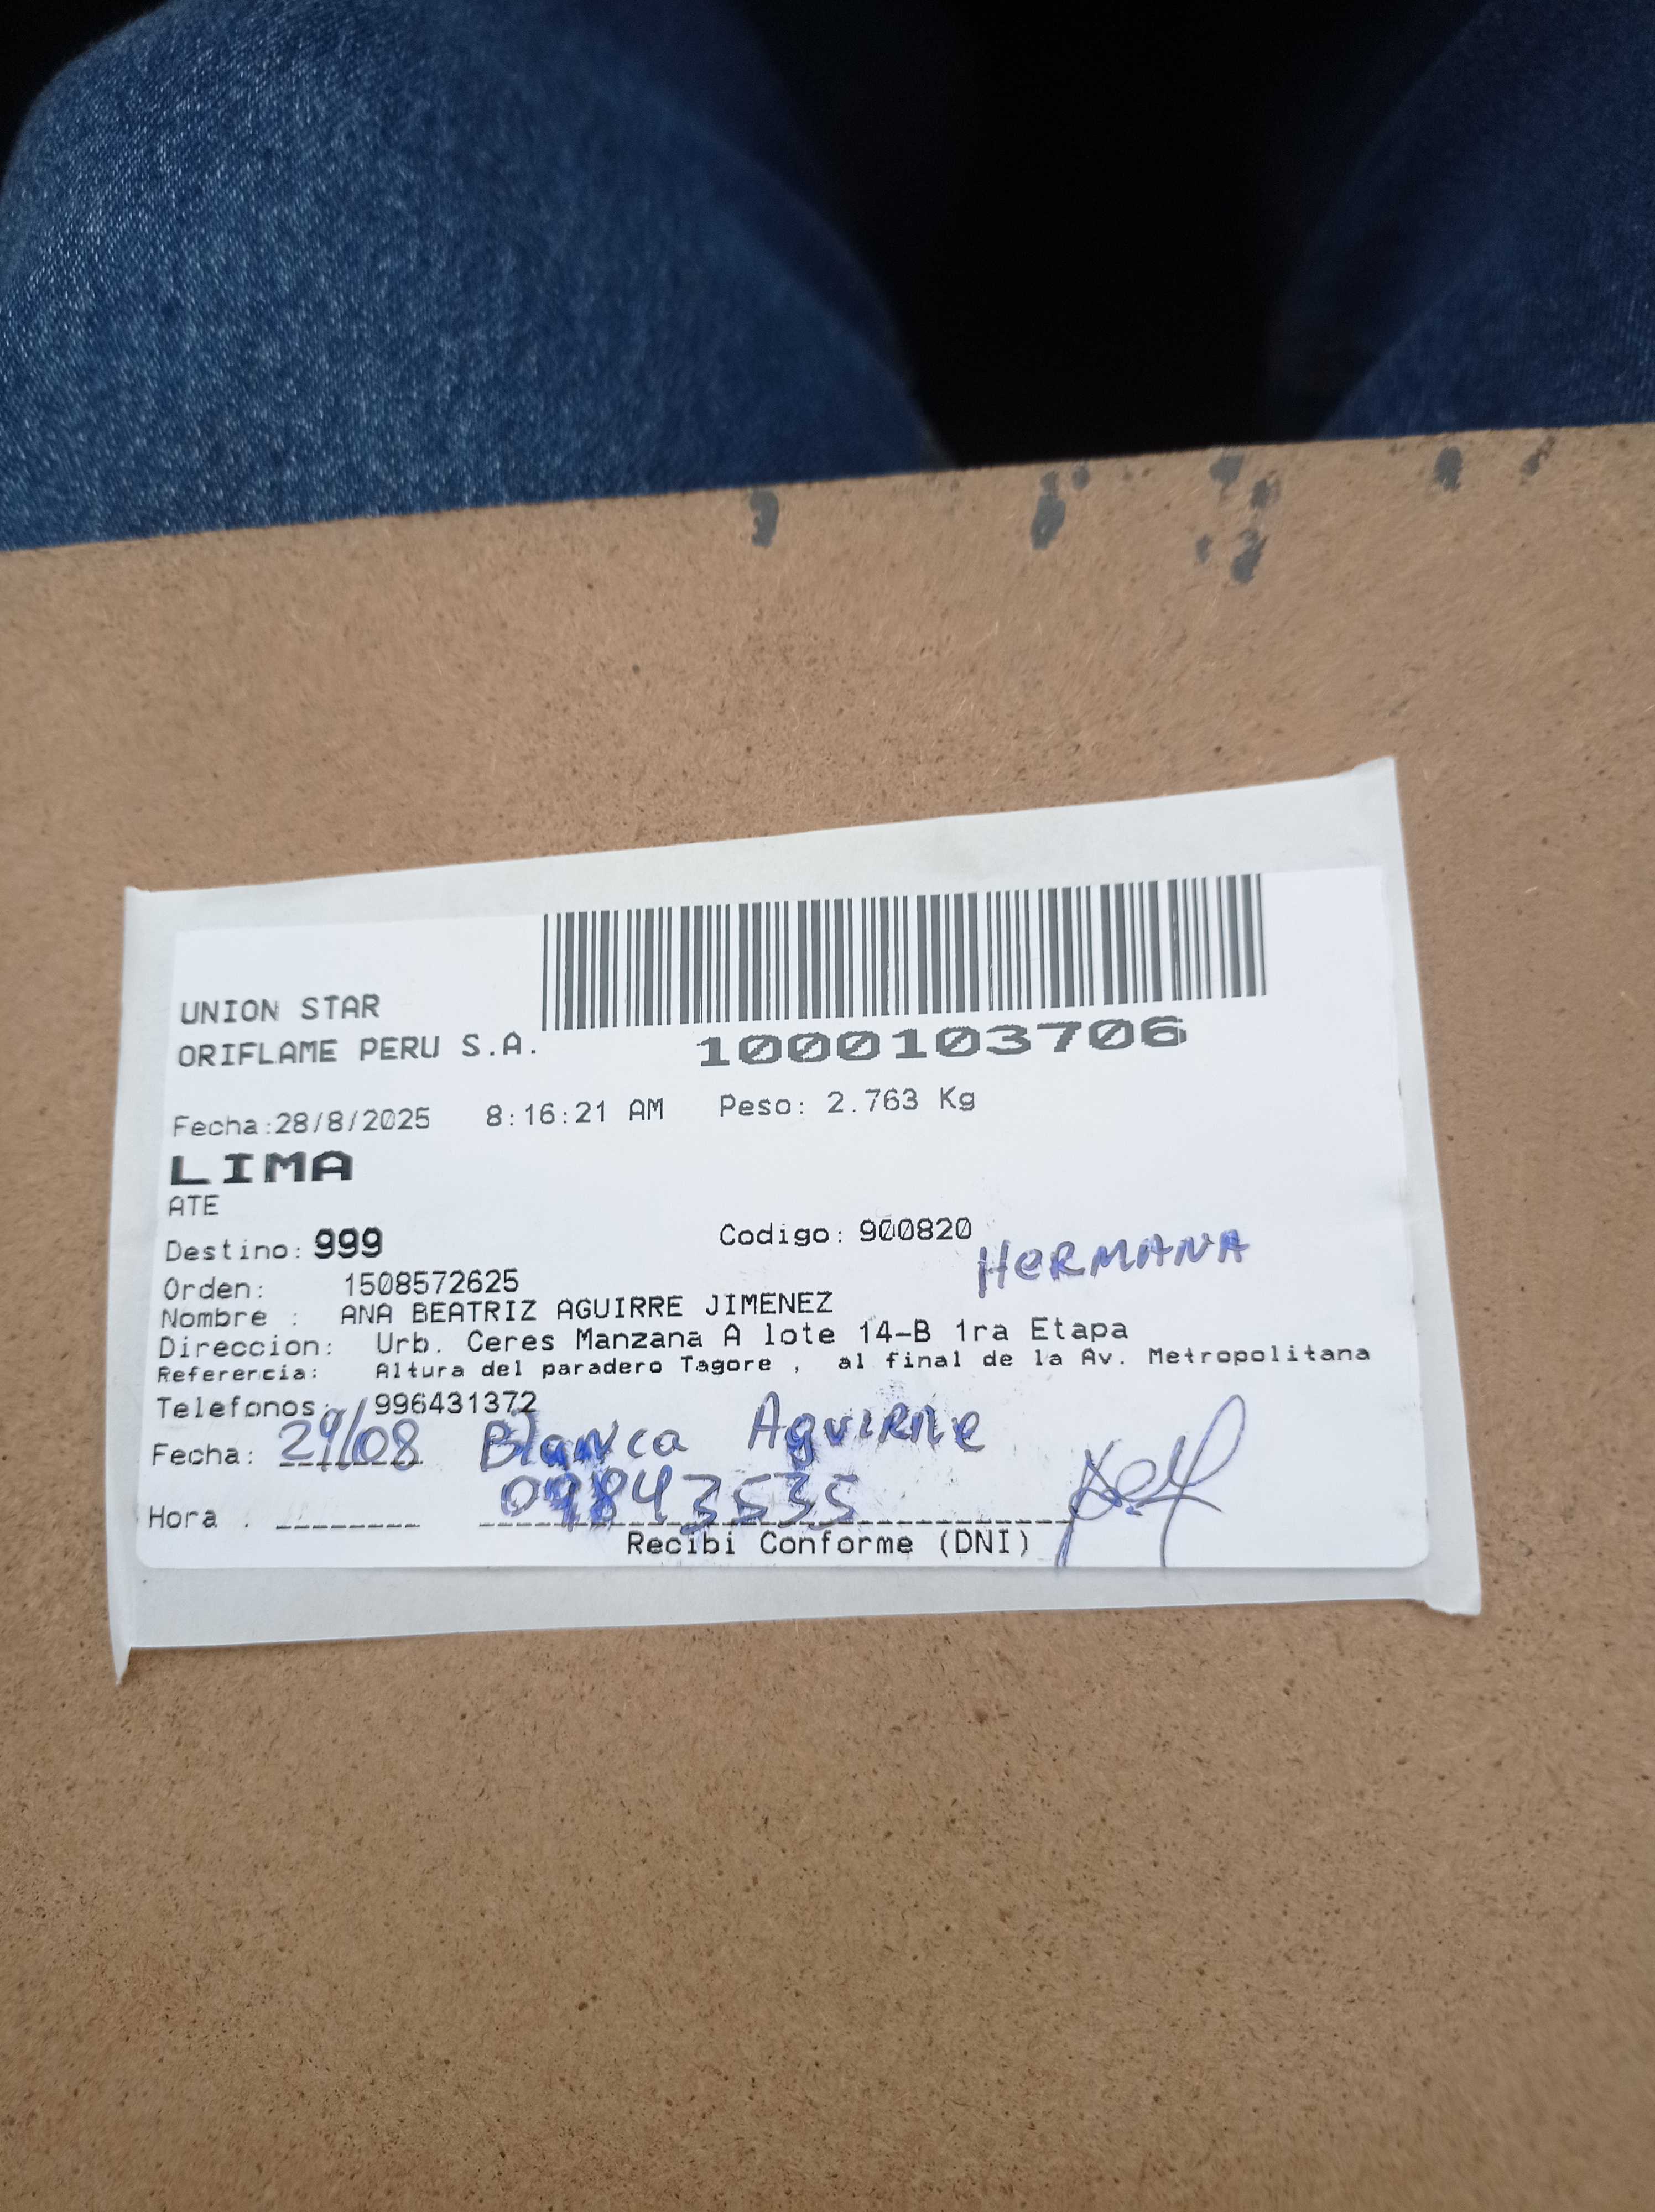 UNION STAR
ORIFLAME PERU S.A.
1000103706
Fecha:28/8/2025 8:16:21 AM Peso: 2.763 Kg
LIMA
ATE
Destino: 999 Codigo: 900820
HERMANA
Orden: 1508572625
Nombre : ANA BEATRIZ AGUIRRE JIMENEZ
Direccion: Urb. Ceres Manzana A lote 14-B 1ra Etapa
Referencia: Altura del paradero Tagore , al final de la Av. Metropolitana
Telefonos: 996431372
Fecha: 29/08 Blanca Aguirre
09843535
Hora :
Recibi Conforme (DNI)